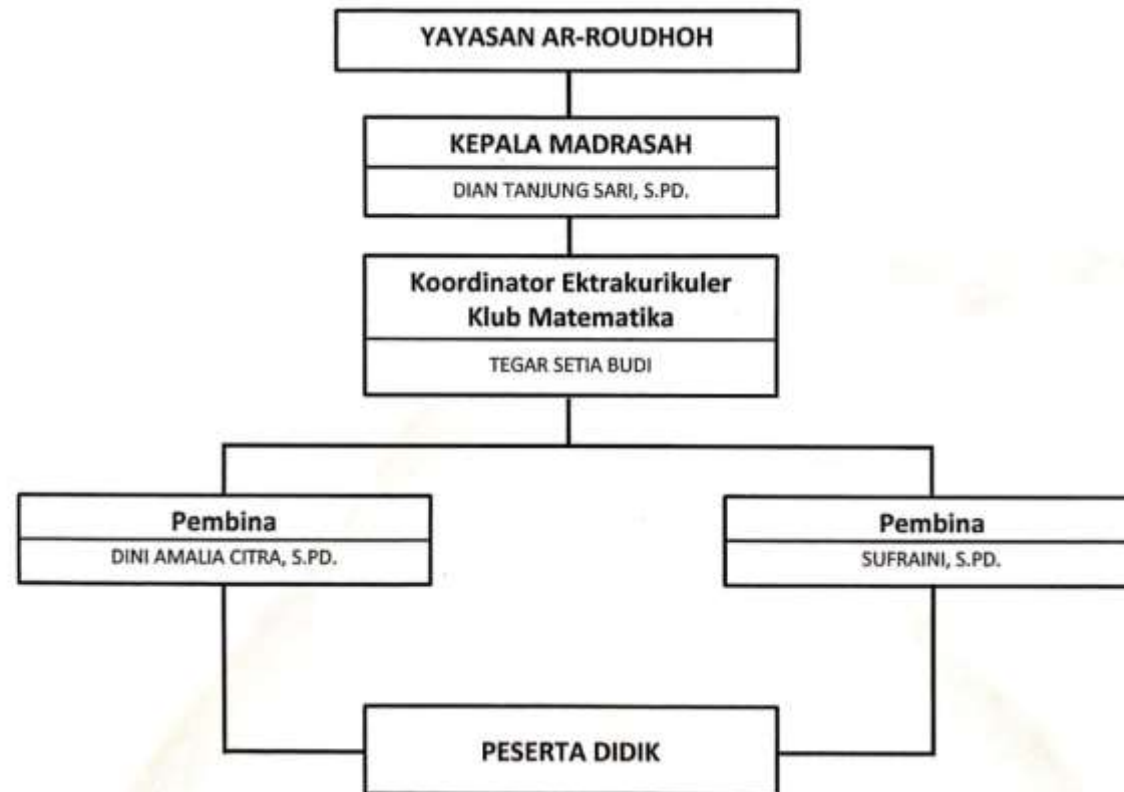 YAYASAN AR-ROUDHOH
KEPALA MADRASAH
DIAN TANJUNG SARI, S.PD.
Koordinator Ektrakurikuler
Klub Matematika
TEGAR SETIA BUDI
Pembina
DINI AMALIA CITRA, S.PD.
Pembina
SUFRAINI, S.PD.
PESERTA DIDIK